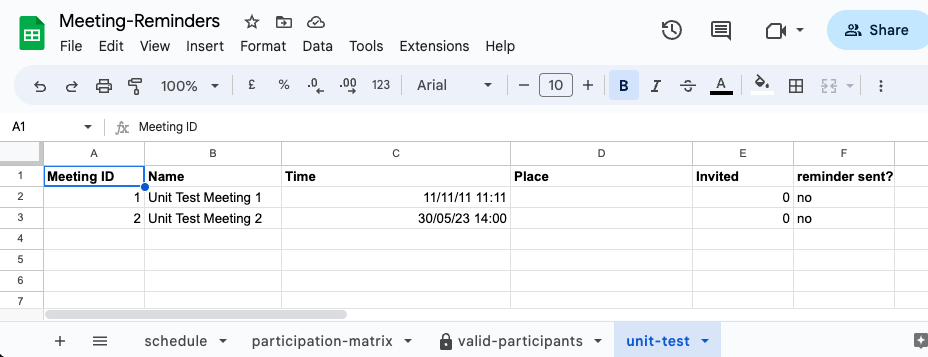 Meeting-Reminders
File Edit View Insert Format Data Tools Extensions Help
Share
100% £ % .0 .00 123 Arial 10 B I S A
A1 fx Meeting ID
A B C D E F
1 Meeting ID Name Time Place Invited reminder sent?
2 1 Unit Test Meeting 1 11/11/11 11:11 0 no
3 2 Unit Test Meeting 2 30/05/23 14:00 0 no
4
5
6
7
schedule participation-matrix valid-participants unit-test